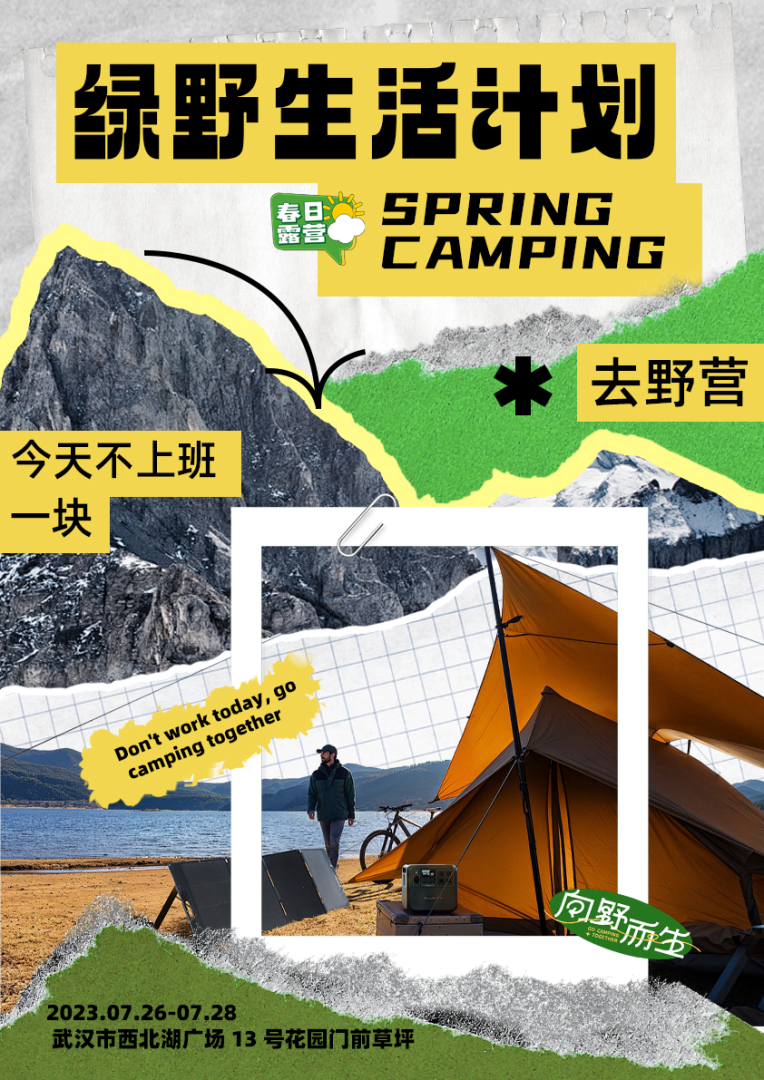 绿野生活计划
春日
露营
SPRING
CAMPING
去野营
今天不上班
一块
Don't work today, go
camping together
向野而生
GO CAMPING
+ TOGETHER
2023.07.26-07.28
武汉市西北湖广场 13 号花园门前草坪